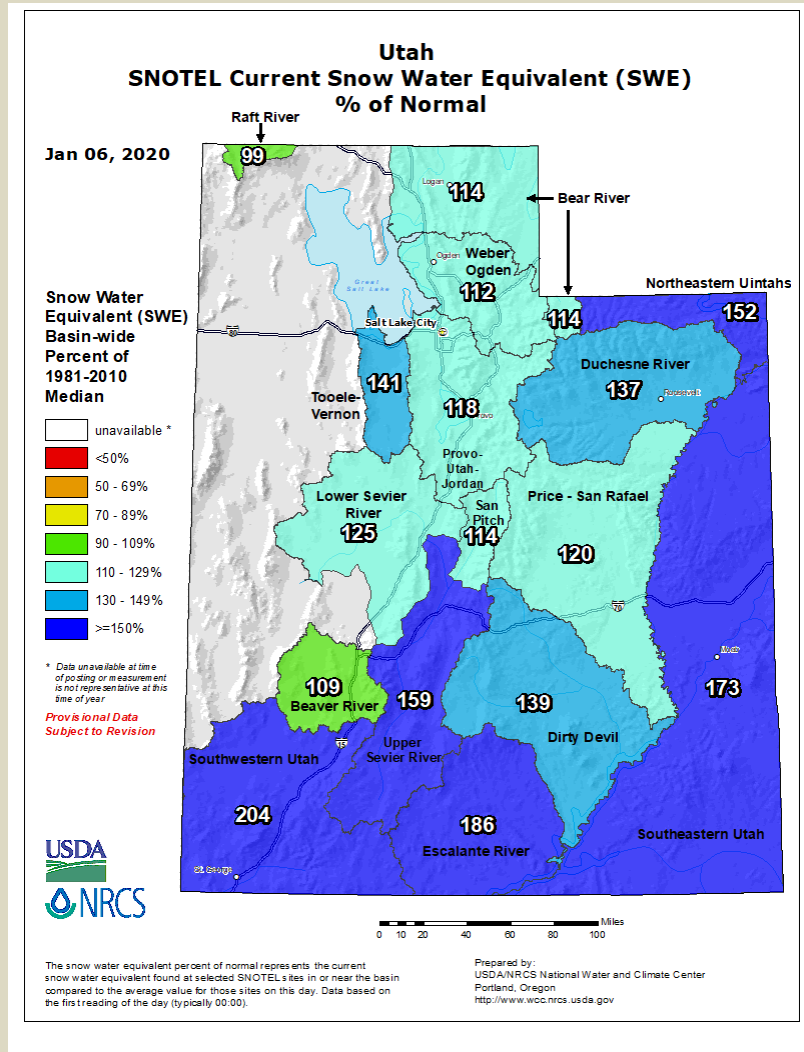 Utah
SNOTEL Current Snow Water Equivalent (SWE)
% of Normal
Raft River
Jan 06, 2020
99
Logan
114
Bear River
Ogden
Weber
Ogden
112
Great
Salt Lake
Northeastern Uintahs
152
114
Salt Lake City
80
Snow Water
Equivalent (SWE)
Basin-wide
Percent of
1981-2010
Median
Duchesne River
137
Roosevelt
141
Tooele-
Vernon
118
Provo
Provo-
Utah-
Jordan
unavailable *
<50%
50 - 69%
70 - 89%
90 - 109%
110 - 129%
130 - 149%
>=150%
Lower Sevier
River
125
San
Pitch
114
Price - San Rafael
120
70
Moab
173
* Data unavailable at time
of posting or measurement
is not representative at this
time of year
Provisional Data
Subject to Revision
109
Beaver River
159
139
Dirty Devil
Upper
Sevier River
15
Southwestern Utah
204
186
Escalante River
Southeastern Utah
St. George
USDA
NRCS
Miles
0 10 20 40 60 80 100
The snow water equivalent percent of normal represents the current
snow water equivalent found at selected SNOTEL sites in or near the basin
compared to the average value for those sites on this day. Data based on
the first reading of the day (typically 00:00).
Prepared by:
USDA/NRCS National Water and Climate Center
Portland, Oregon
http://www.wcc.nrcs.usda.gov